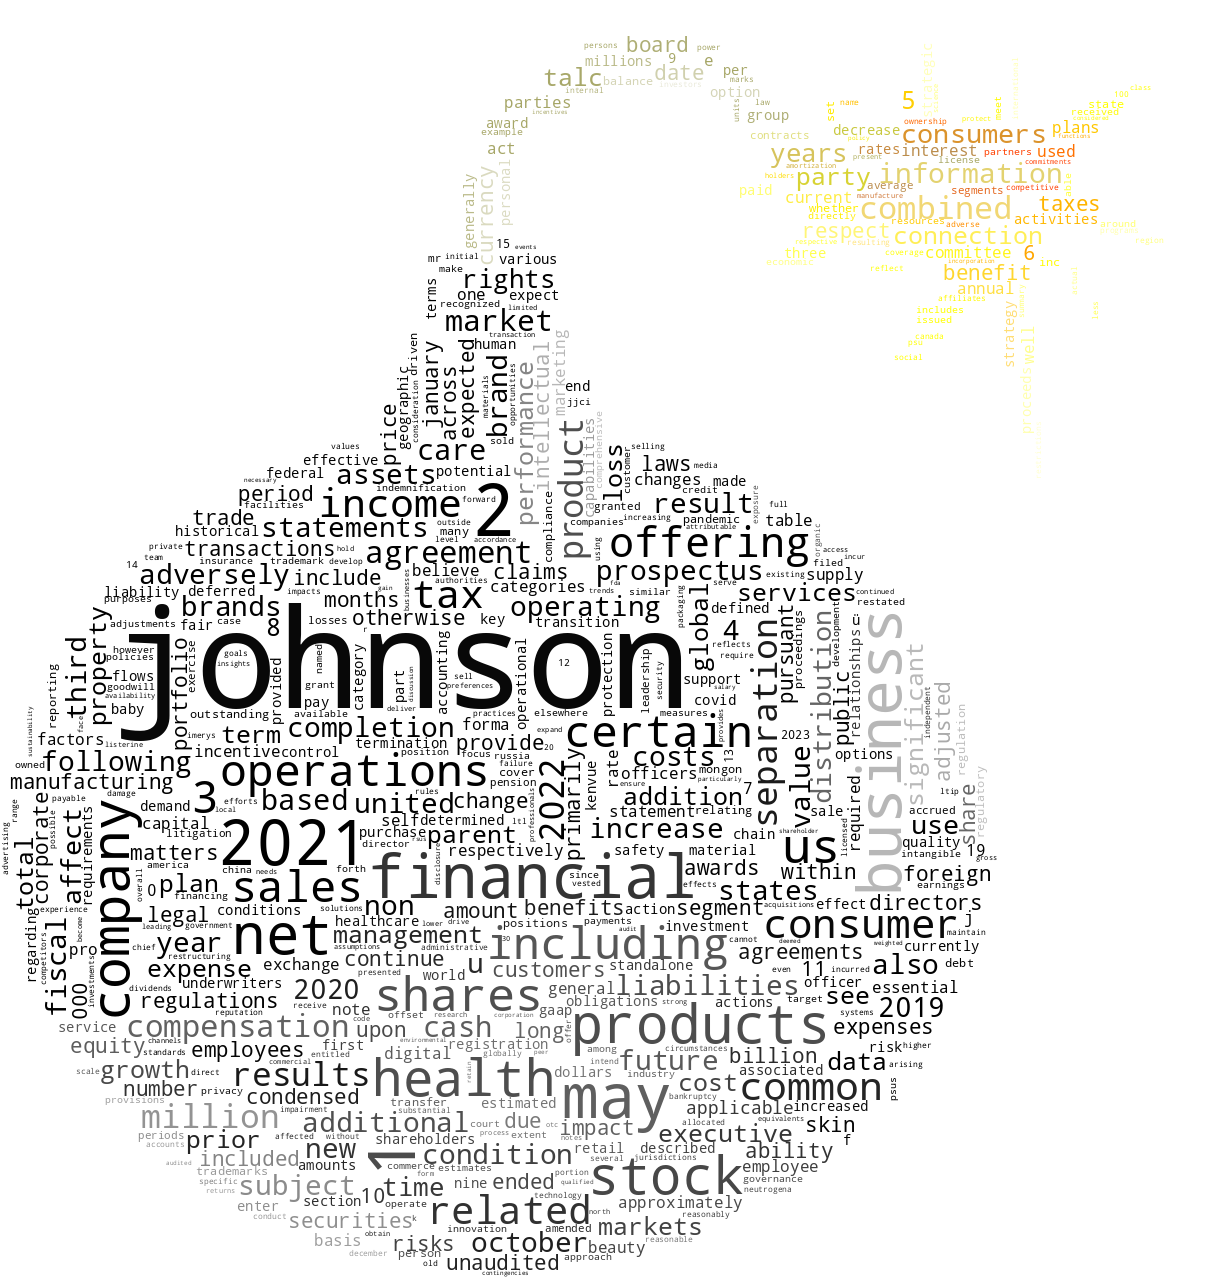 persons board power
millions 9 e
talc balance date per
internal investors marks
parties option
incentives units law
award group
example contracts
act
generally currency personal
strategic
5 set name meet state
received
ownership protect
decrease consumers plans
years rates interest partners used
present license commitments
amortization
holders party information
average segments competitive able
paid current manufacture
whether combined taxes
directly resources activities
respect adverse around
connection
respective resulting region
three coverage committee 6 inc
economic reflect incorporation
benefit
annual
affiliates
includes
issued
strategy
canada
psu
social
proceeds well
15 events
mr initial various
make rights
terms one expect
recognized limited
market
transaction
human
driven january across expected brand performance intellectual marketing
geographic consideration materials opportunities
price end
jjci
care sold product capabilities comprehensive
values
effective loss customer selling
federal assets potential laws media
necessary indemnification changes made
period income 2 forward credit
facilities granted full
trade statements outside companies increasing pandemic table
historical many compliance attributable exposure
private transactions hold level accordance using offering organic
team agreement access
14 insurance trademark develop believe claims prospectus existing supply incur
adversely include authorities categories trends fda filed
liability deferred impacts gain tax similar services continued
purposes brands months businesses operating packaging serve restated
adjustments fair case 8 losses otherwise key transition global defined 4
johnson
third property however goals reflects
policies insights require
flows portfolio exercise named 12 leadership security support
goodwill grant part sell protection salary
availability provided pay category accounting preferences operational
baby outstanding available deliver discussion covid
reporting face practices elsewhere measures
sustainability imerys forma certain provides
factors term completion provide expand 2023
listerine incentive control termination position focus russia 20 costs 13
owned following failure rate officers mongon
manufacturing operations cover kenvue particularly
pension ensure
separation pursuant proceedings distribution public relationships development
business significant independent adjusted regulation regulatory
options
ltip
payable damage based united change 2022 primarily addition 7 value
demand efforts 3 local rules professionals statement relating sale required accrued share
range possible capital 2021 self determined lti increase use
advertising requirements litigation purchase parent chain shareholder licensed quality
corporate affect company matters director respectively safety material us intangible 19 gross
total america china needs forth psus disclosure since awards within foreign
0 plan sales financial vested effects states earnings
overall financing
experience legal conditions solutions non amount benefits action segment acquisitions effect directors
leading government healthcare lower drive positions payments investment consumer j
regarding become chief year net management 30 audit cannot deemed weighted maintain
fiscal pro assumptions administrative including agreements currently
competitors restructuring exchange continue u customers standalone even 11 incurred also debt
expense presented world
investments underwriters general liabilities officer essential
000 dividends regulations 2020 receive shares obligations strong actions target see
reputation note offset research corporation gaap systems 2019
service compensation code upon cash long offer products expenses
channels first environmental registration among circumstances risk higher
equity standards employees entitled digital globally peer future billion data
growth commercial retain intend associated arising
scale direct results health dollars industry
number privacy condensed bankruptcy cost common psus
provisions transfer estimated may
million impairment substantial allocated applicable increased
additional court due otc equivalents skin
periods affected without process extent notes impact f
accounts prior shareholders executive
audited included new condition retail described ability
trademarks amounts commerce estimates several jurisdictions employee
specific 1 form portion governance
returns subject section 10 time nine ended qualified stock neutrogena
operate technology
enter related north approximately
conduct securities k innovation amended reasonably
obtain markets
basis risks october beauty reasonable
december person approach
old unaudited
contingencies